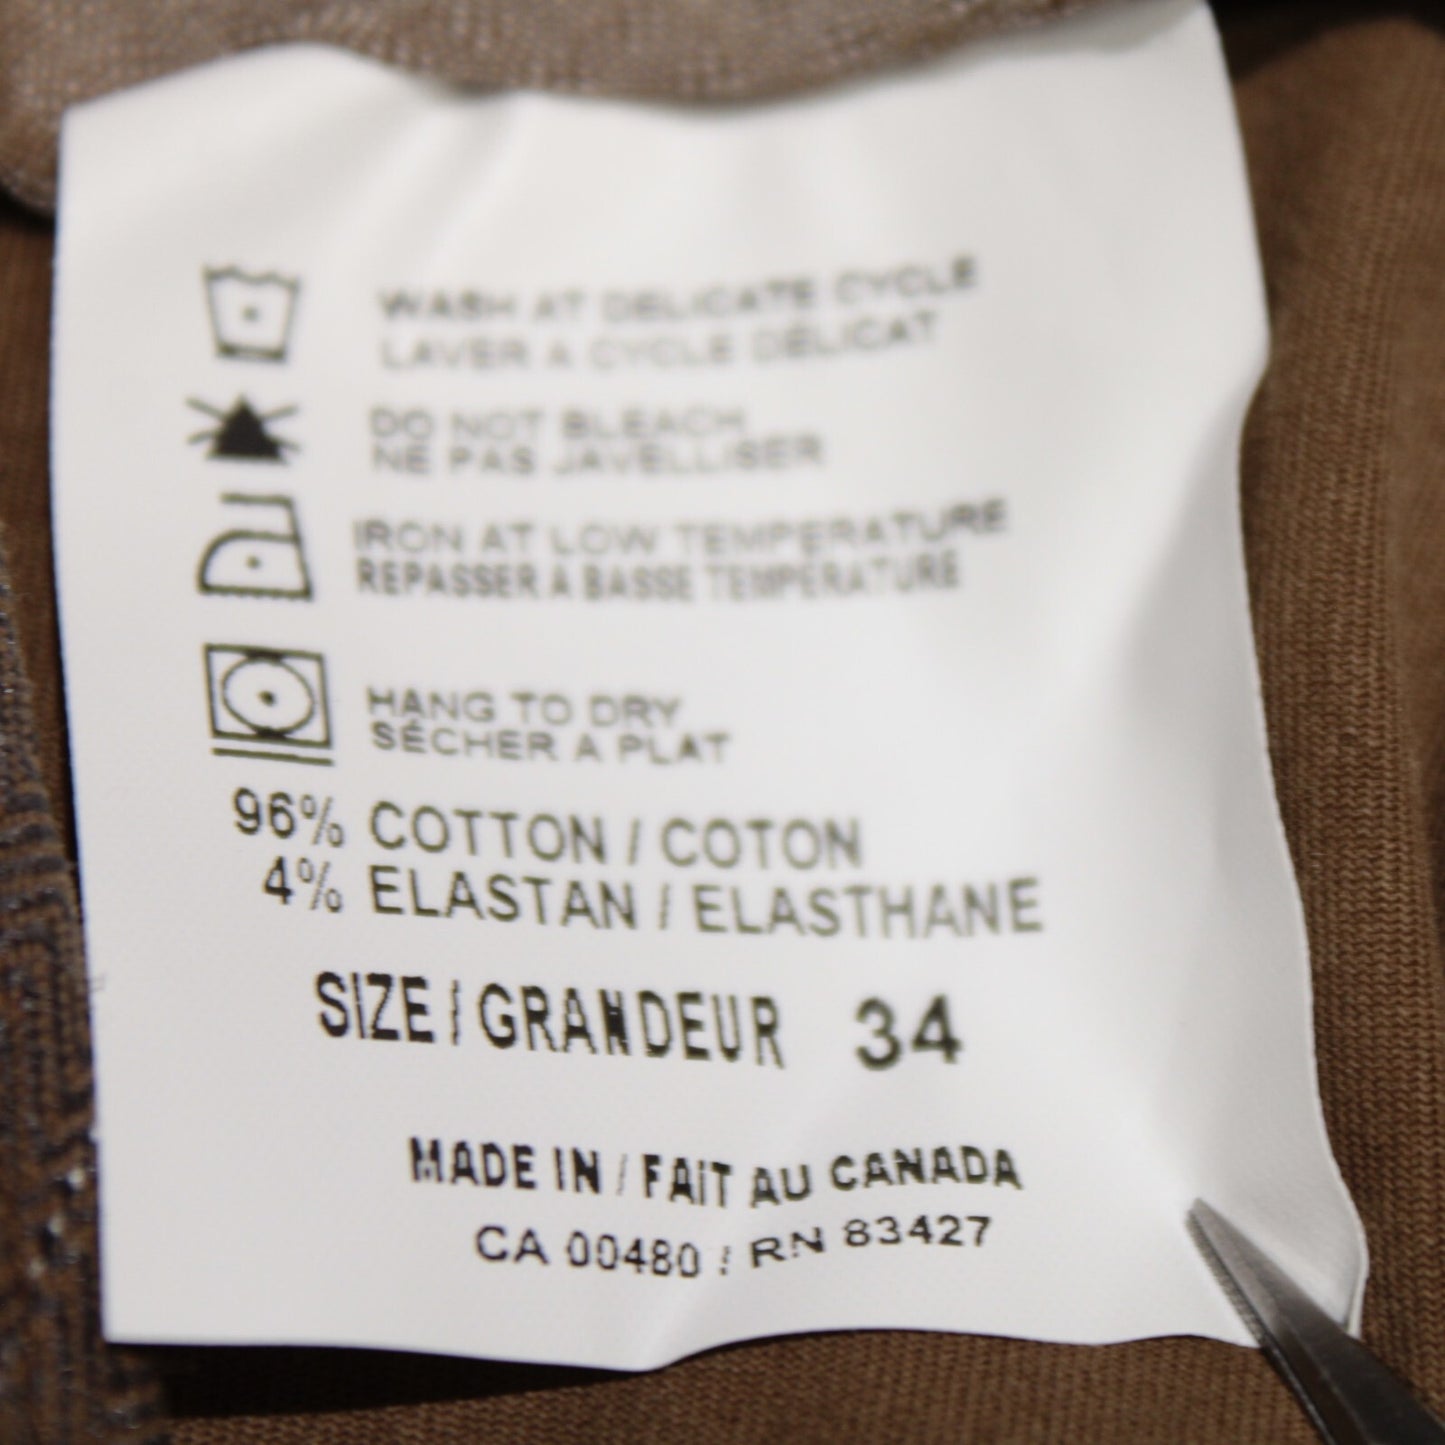 WASH AT DELICATE CYCLE
LAVER A CYCLE DÉLICAT
DO NOT BLEACH
NE PAS JAVELLISER
IRON AT LOW TEMPERATURE
REPASSER À BASSE TEMPÉRATURE
HANG TO DRY
SÉCHER A PLAT
96% COTTON / COTON
4% ELASTAN / ELASTHANE
SIZE / GRANDEUR 34
MADE IN / FAIT AU CANADA
CA 00480 / RN 83427